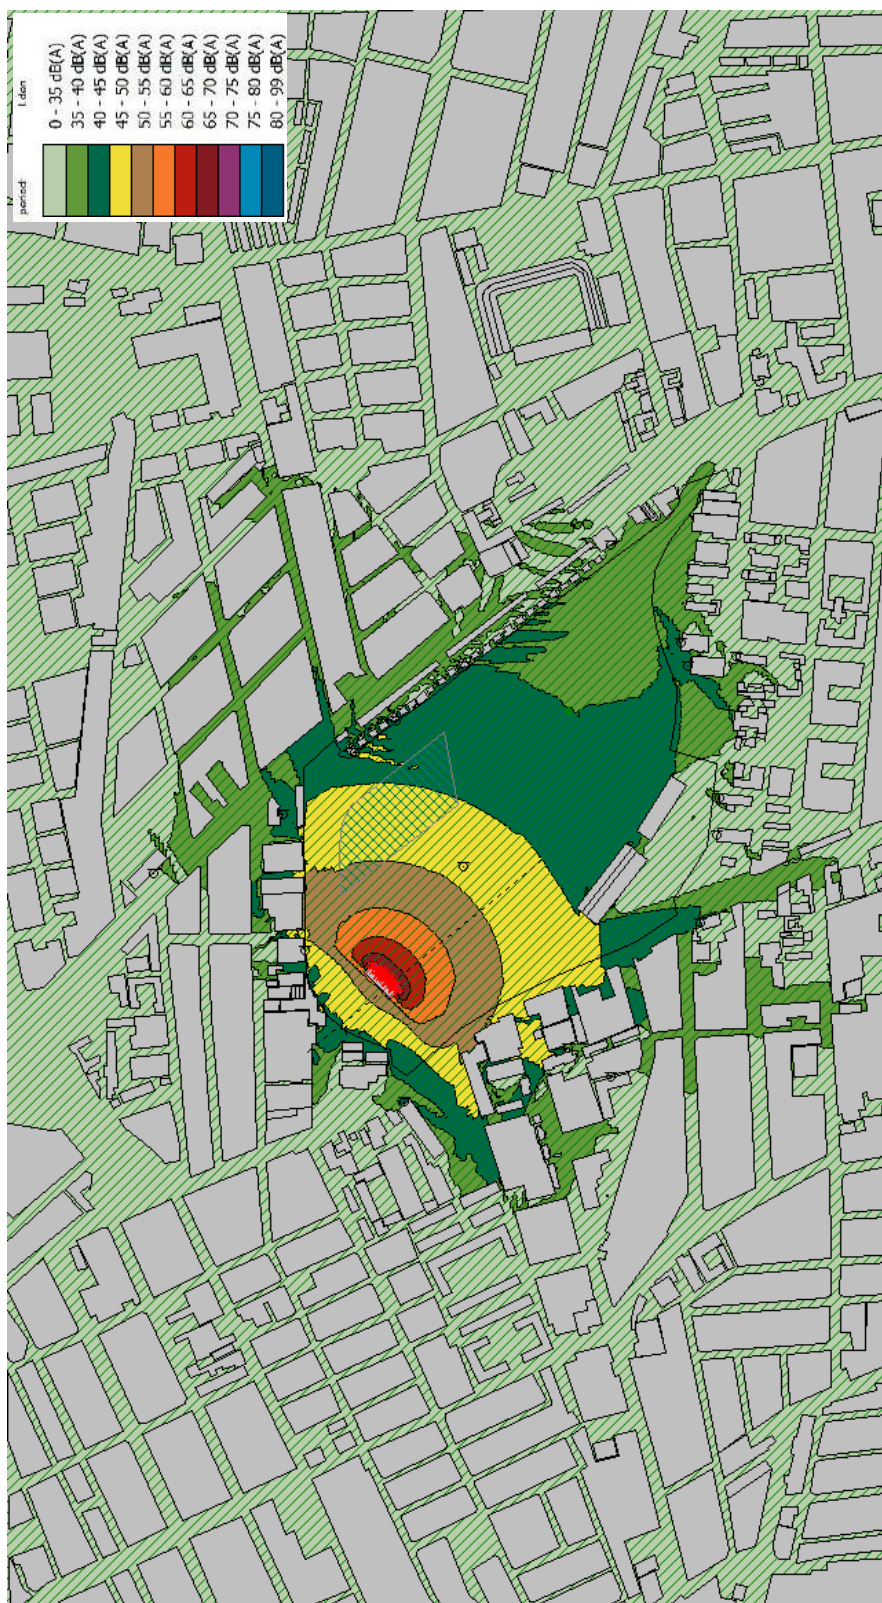 period: Lden
0 - 35 dB(A)
35 - 40 dB(A)
40 - 45 dB(A)
45 - 50 dB(A)
50 - 55 dB(A)
55 - 60 dB(A)
60 - 65 dB(A)
65 - 70 dB(A)
70 - 75 dB(A)
75 - 80 dB(A)
80 - 99 dB(A)